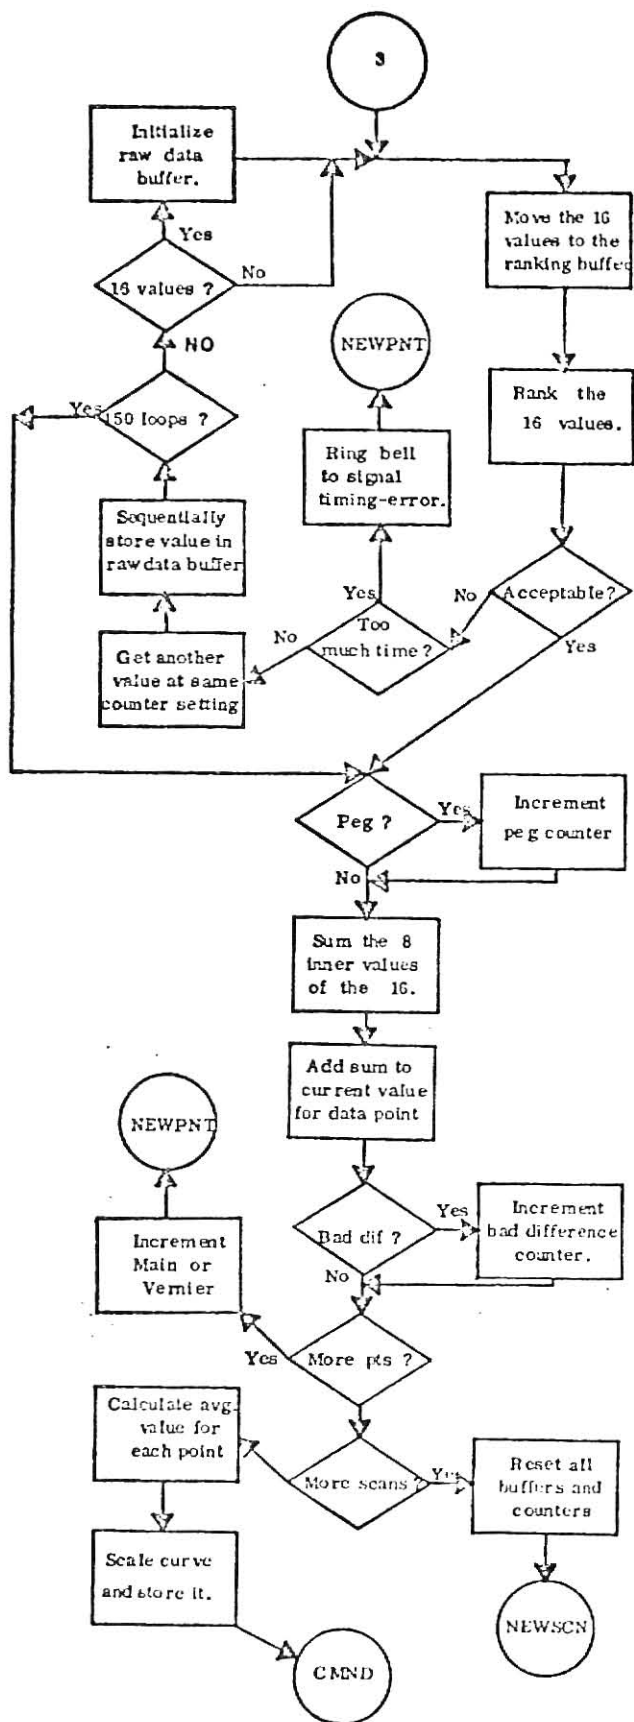 3
Initialize
raw data
buffer.
Yes
16 values ?
No
NO
Yes
150 loops ?
Sequentially
store value in
raw data buffer
Get another
value at same
counter setting
Move the 16
values to the
ranking buffer
NEWPNT
Rank the
16 values.
Ring bell
to signal
timing-error.
Yes
No
Too
much time ?
No
Acceptable?
Yes
Peg ?
Yes
Increment
peg counter
No
Sum the 8
inner values
of the 16.
Add sum to
current value
for data point
NEWPNT
Increment
Main or
Vernier
Bad dif ?
Yes
Increment
bad difference
counter.
No
Yes
More pts ?
Calculate avg.
value for
each point
More scans ?
Yes
Reset all
buffers and
counters
Scale curve
and store it.
NEWSCN
CMND